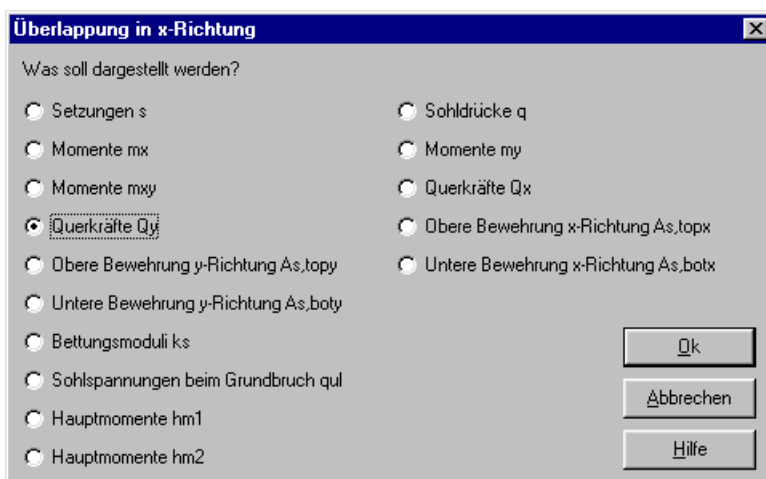 Überlappung in x-Richtung
Was soll dargestellt werden?
Setzungen s
Sohldrücke q
Momente mx
Momente my
Momente mxy
Querkräfte Qx
Querkräfte Qy
Obere Bewehrung x-Richtung As,topx
Obere Bewehrung y-Richtung As,topy
Untere Bewehrung x-Richtung As,botx
Untere Bewehrung y-Richtung As,boty
Bettungsmoduli ks
Ok
Sohlspannungen beim Grundbruch qul
Abbrechen
Hauptmomente hm1
Hilfe
Hauptmomente hm2